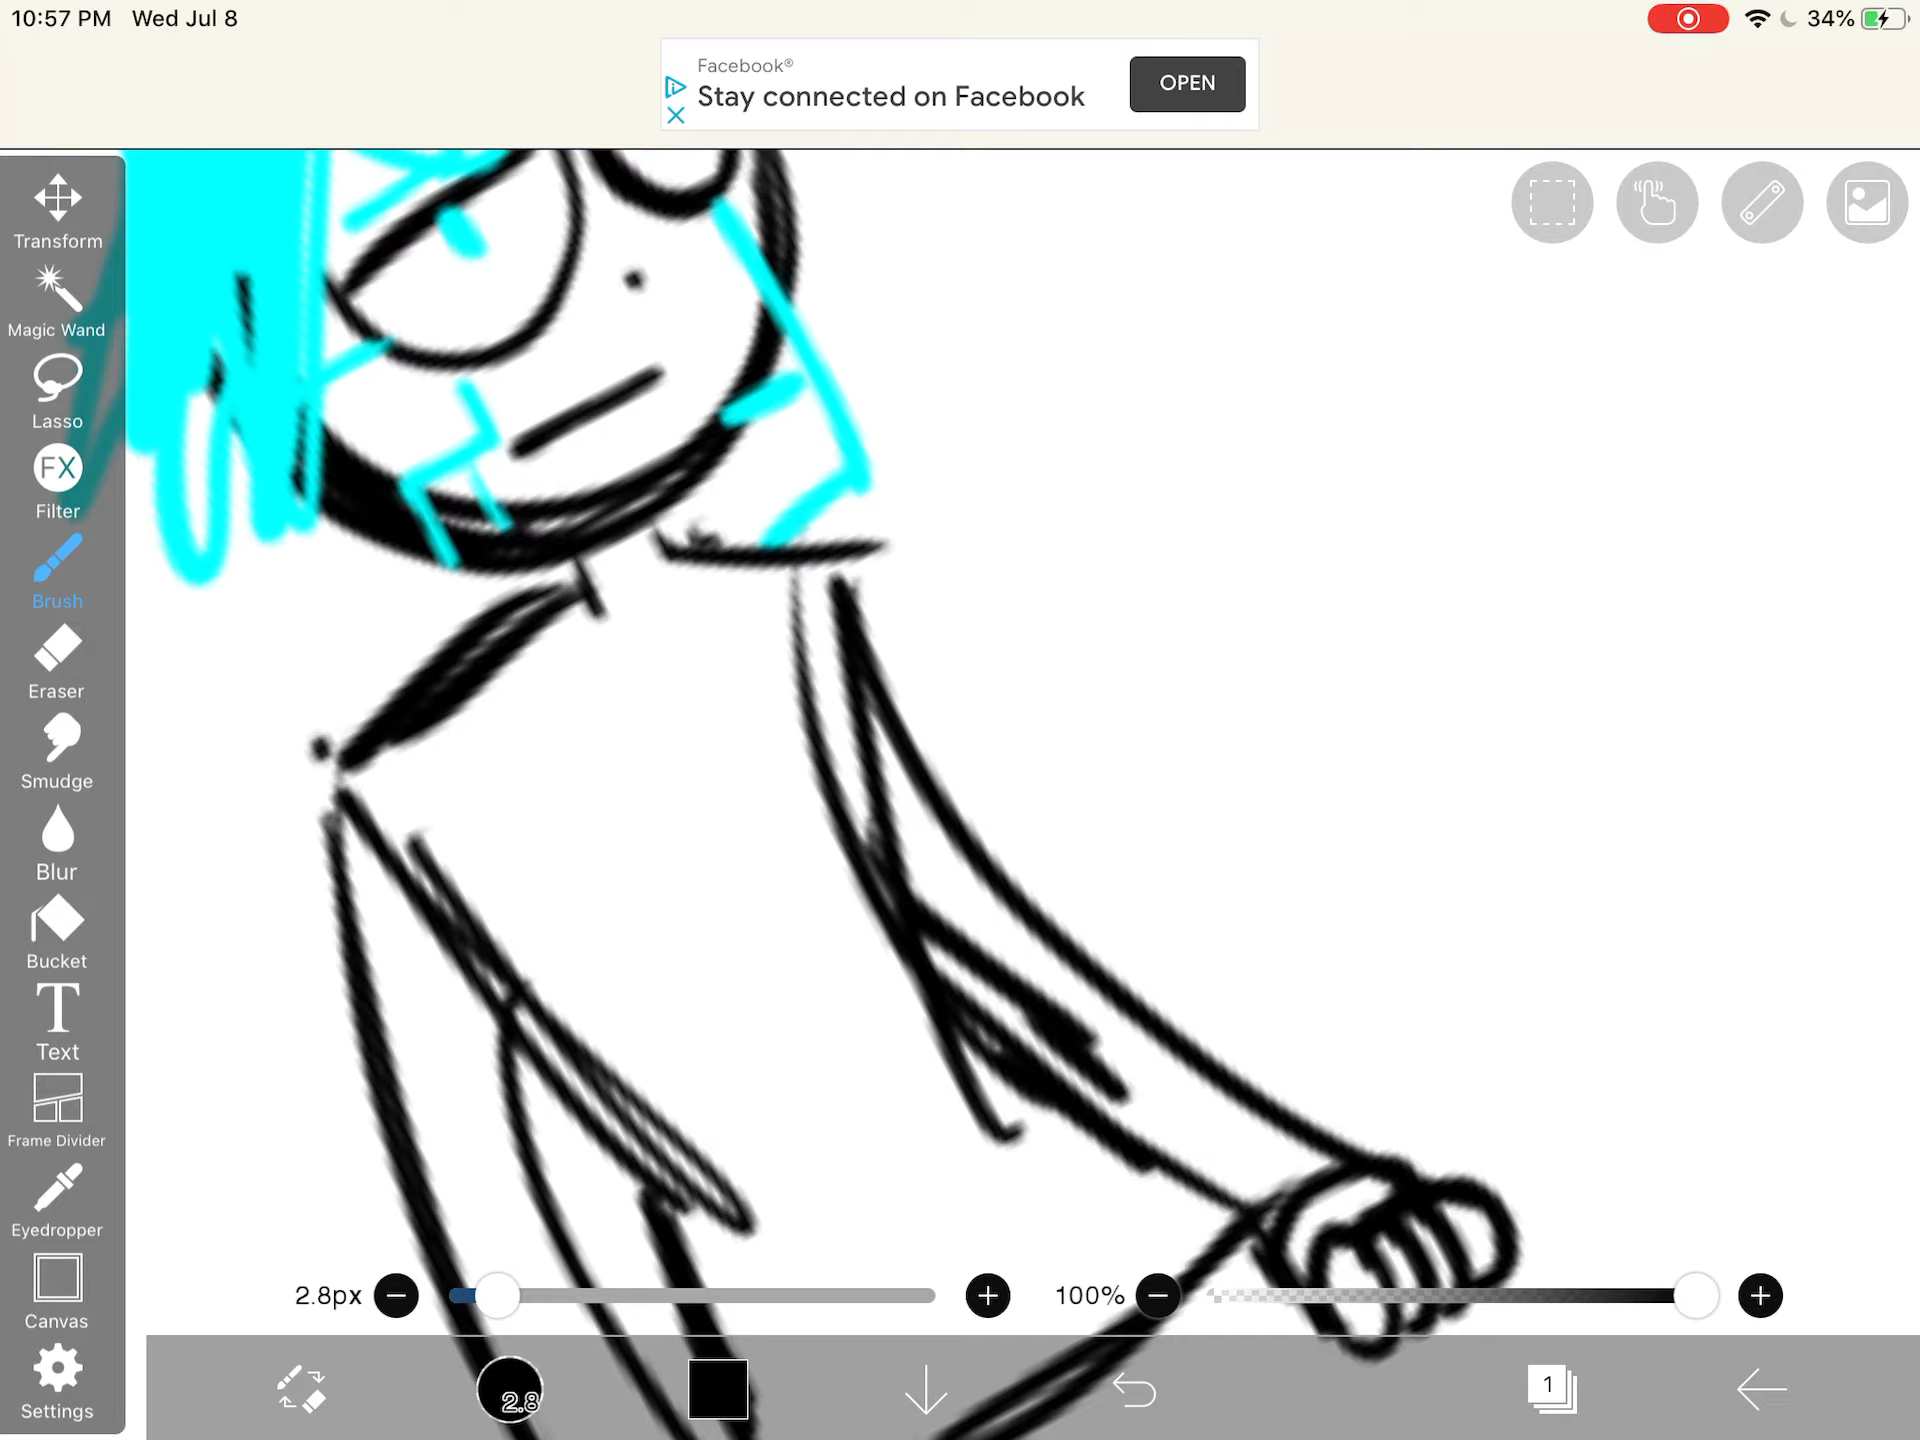 10:57 PM Wed Jul 8
34%
Facebook®
Stay connected on Facebook
OPEN
Transform
Magic Wand
Lasso
FX
Filter
Brush
Eraser
Smudge
Blur
Bucket
T
Text
Frame Divider
Eyedropper
Canvas
Settings
2.8px
100%
2.8
1